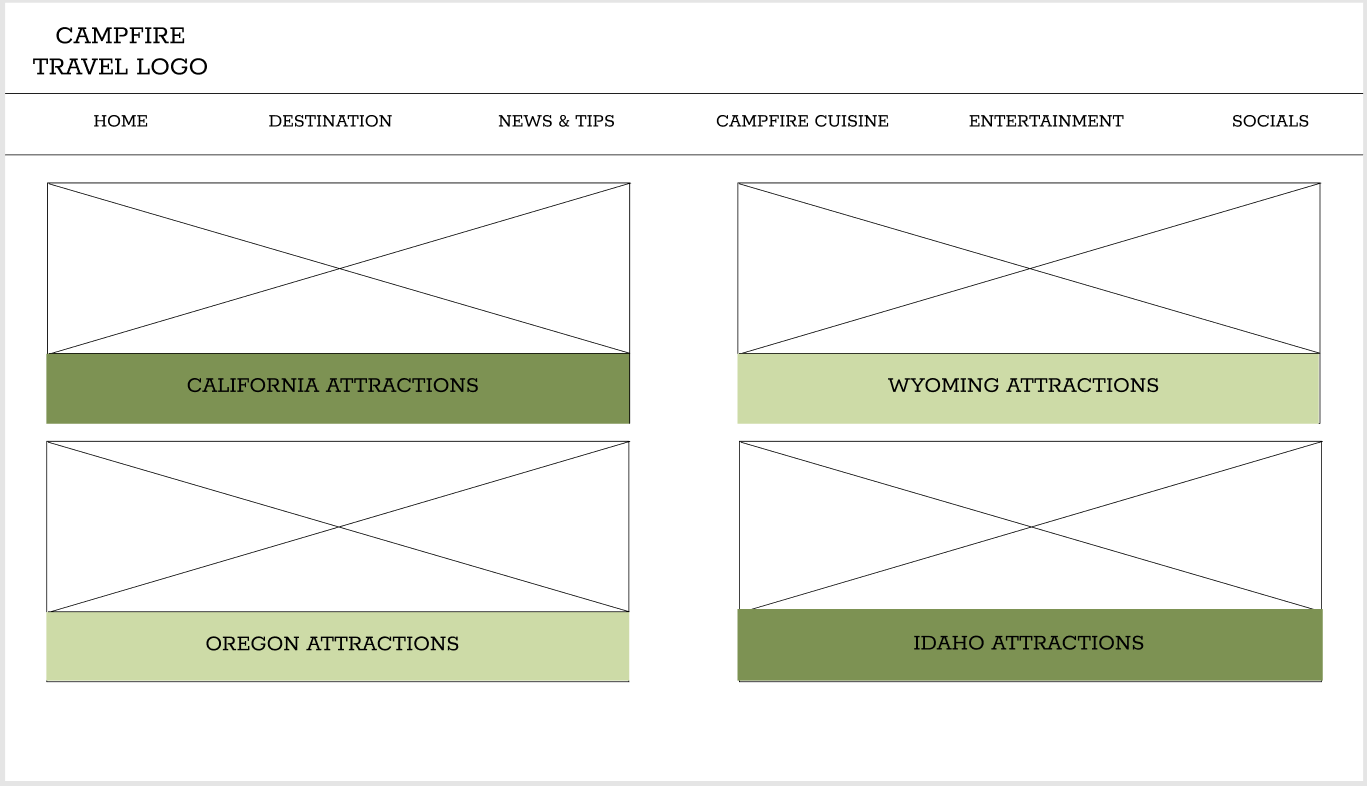 CAMPFIRE
TRAVEL LOGO
HOME DESTINATION NEWS & TIPS CAMPFIRE CUISINE ENTERTAINMENT SOCIALS
CALIFORNIA ATTRACTIONS
WYOMING ATTRACTIONS
OREGON ATTRACTIONS
IDAHO ATTRACTIONS